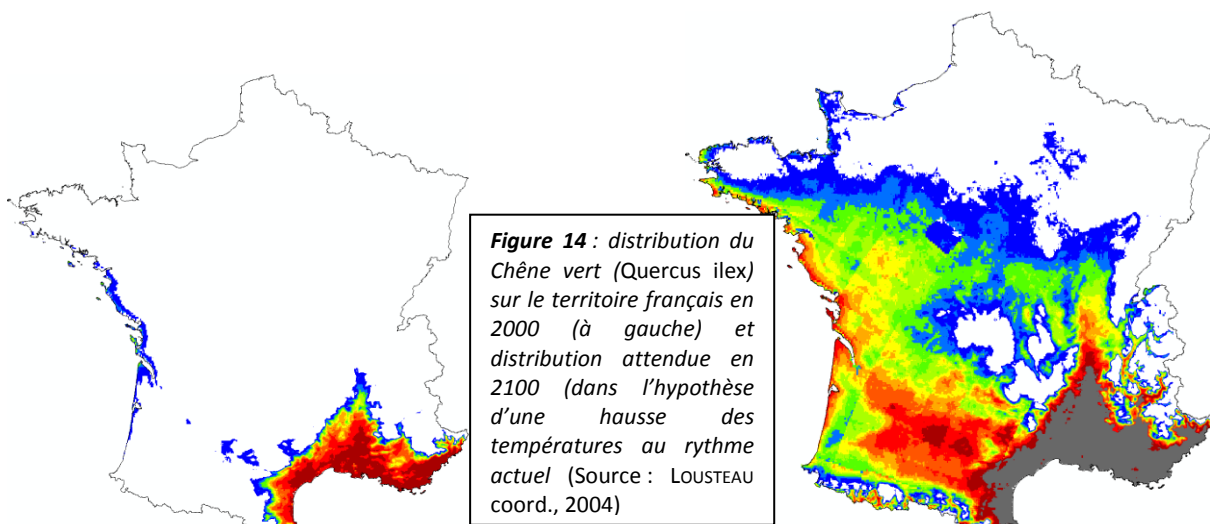 Figure 14 : distribution du
Chêne vert (Quercus ilex)
sur le territoire français en
2000 (à gauche) et
distribution attendue en
2100 (dans l’hypothèse
d’une hausse des
températures au rythme
actuel (Source : LOUSTEAU
coord., 2004)